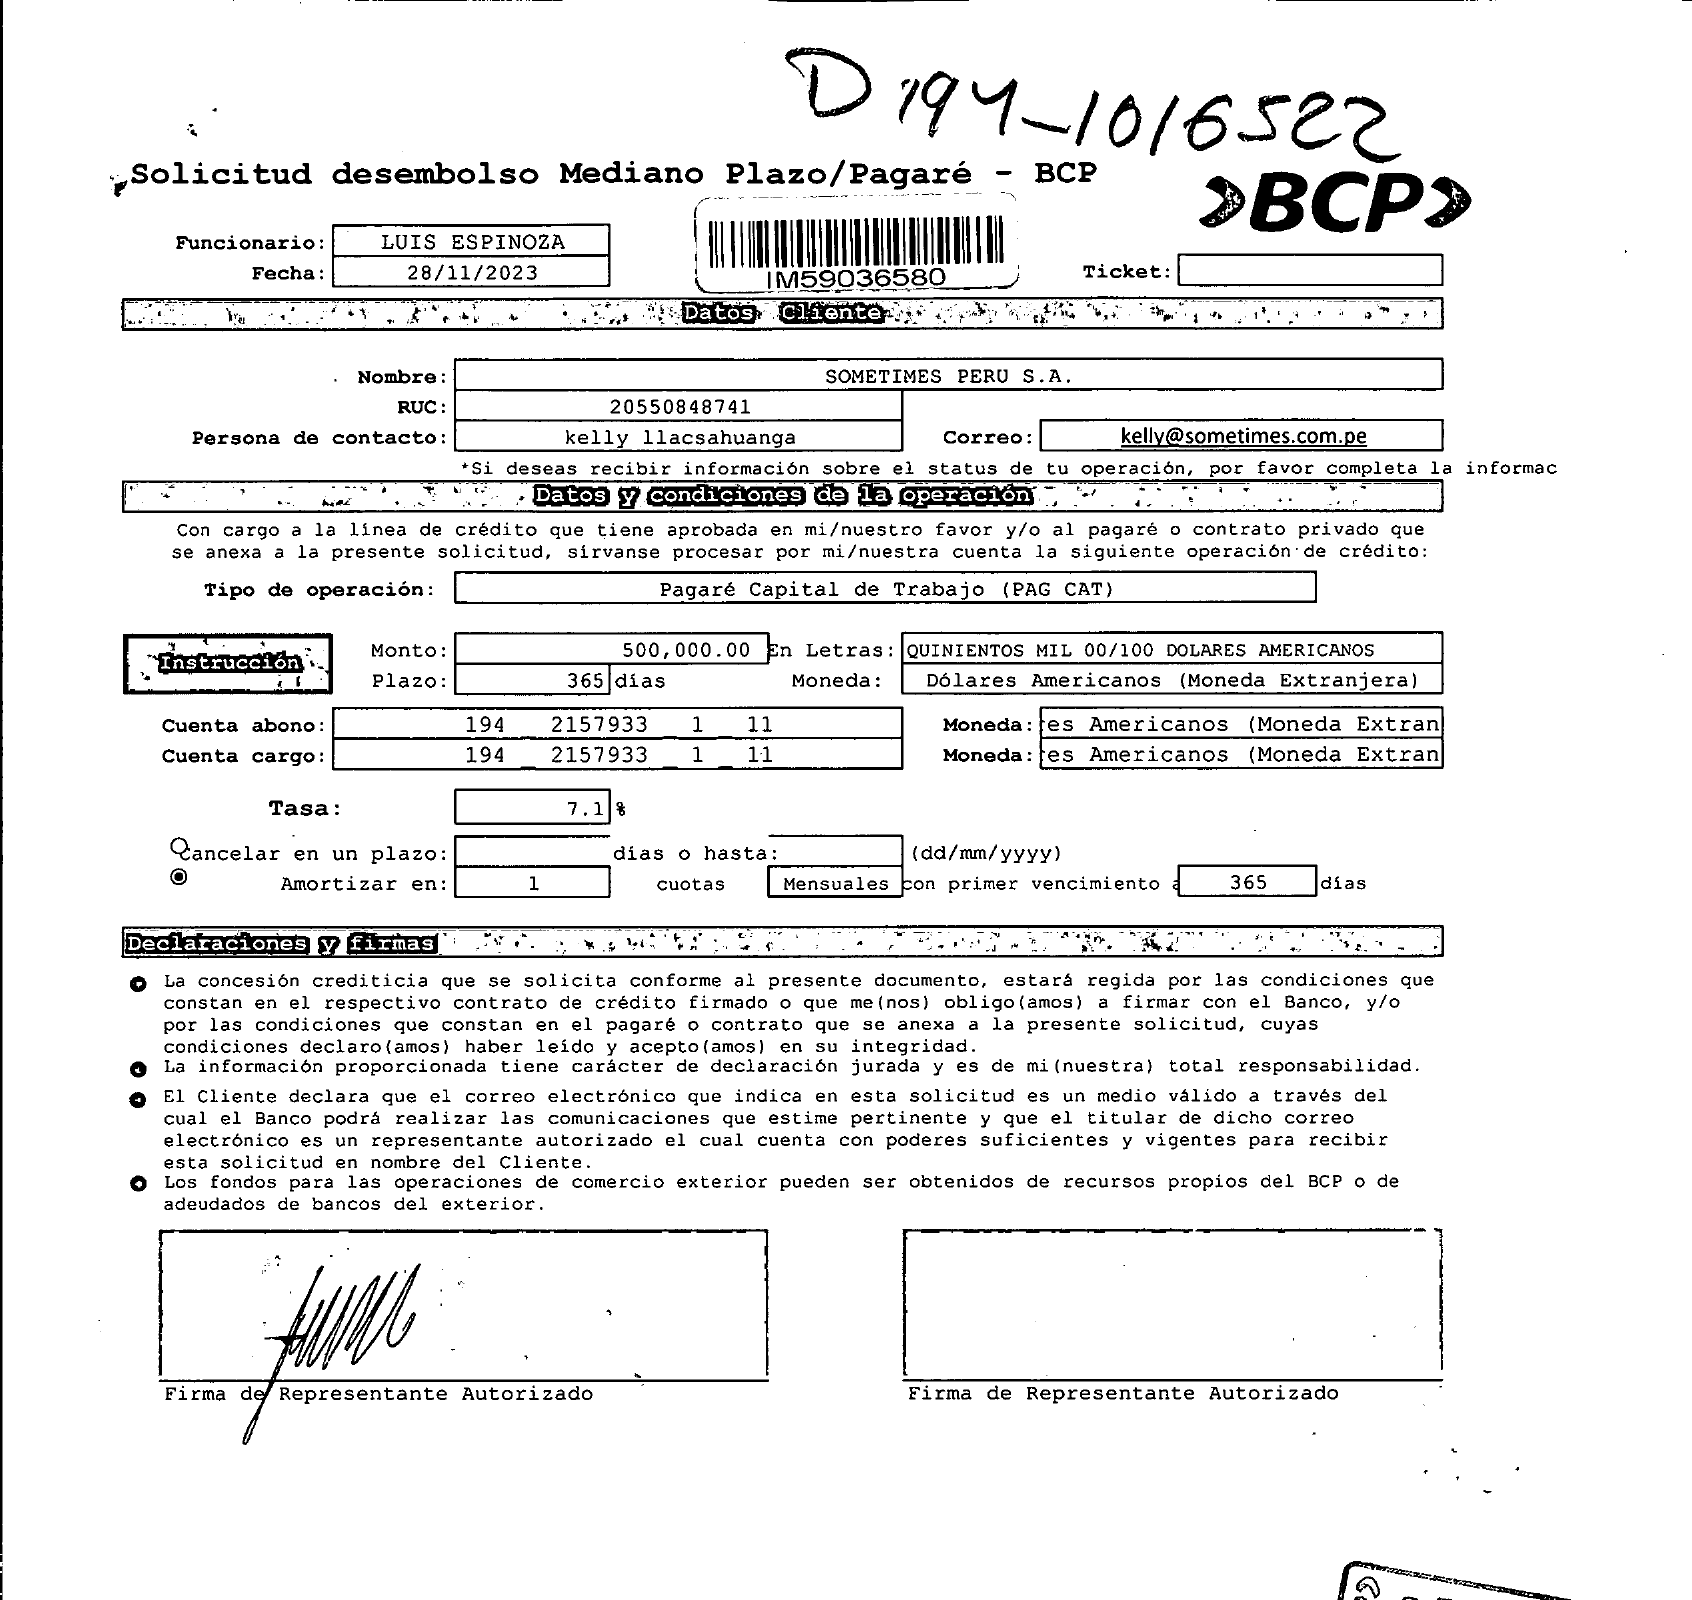 D194-1016522
Solicitud desembolso Mediano Plazo/Pagaré - BCP
BCP
Funcionario: LUIS ESPINOZA
Fecha: 28/11/2023
IM59036580
Ticket:
Datos Cliente
Nombre: SOMETIMES PERU S.A.
RUC: 20550848741
Persona de contacto: kelly llacsahuanga Correo: kelly@sometimes.com.pe
*Si deseas recibir información sobre el status de tu operación, por favor completa la informac
Datos y condiciones de la operación
Con cargo a la línea de crédito que tiene aprobada en mi/nuestro favor y/o al pagaré o contrato privado que
se anexa a la presente solicitud, sírvanse procesar por mi/nuestra cuenta la siguiente operación de crédito:
Tipo de operación: Pagaré Capital de Trabajo (PAG CAT)
Instrucción
Monto: 500,000.00 En Letras: QUINIENTOS MIL 00/100 DOLARES AMERICANOS
Plazo: 365 días Moneda: Dólares Americanos (Moneda Extranjera)
Cuenta abono: 194 _ 2157933 _ 1 _ 11 Moneda: es Americanos (Moneda Extran
Cuenta cargo: 194 _ 2157933 _ 1 _ 11 Moneda: es Americanos (Moneda Extran
Tasa: 7.1 %
Cancelar en un plazo: días o hasta: (dd/mm/yyyy)
Amortizar en: 1 cuotas Mensuales con primer vencimiento a 365 días
Declaraciones y firmas
La concesión crediticia que se solicita conforme al presente documento, estará regida por las condiciones que
constan en el respectivo contrato de crédito firmado o que me(nos) obligo(amos) a firmar con el Banco, y/o
por las condiciones que constan en el pagaré o contrato que se anexa a la presente solicitud, cuyas
condiciones declaro(amos) haber leído y acepto(amos) en su integridad.
La información proporcionada tiene carácter de declaración jurada y es de mi(nuestra) total responsabilidad.
El Cliente declara que el correo electrónico que indica en esta solicitud es un medio válido a través del
cual el Banco podrá realizar las comunicaciones que estime pertinente y que el titular de dicho correo
electrónico es un representante autorizado el cual cuenta con poderes suficientes y vigentes para recibir
esta solicitud en nombre del Cliente.
Los fondos para las operaciones de comercio exterior pueden ser obtenidos de recursos propios del BCP o de
adeudados de bancos del exterior.
Firma de Representante Autorizado Firma de Representante Autorizado